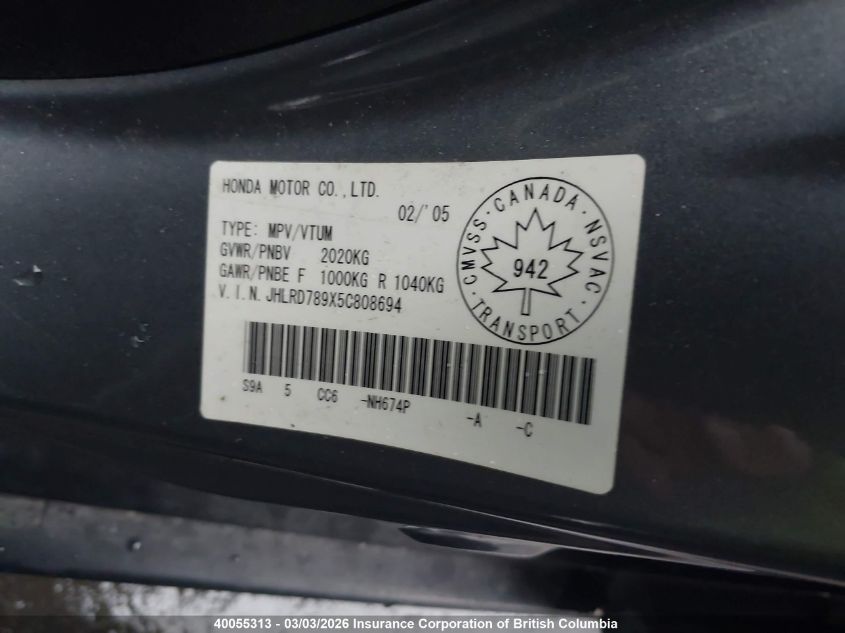 HONDA MOTOR CO.,LTD.
02/'05
TYPE: MPV/VTUM
GVWR/PNBV 2020KG
GAWR/PNBE F 1000KG R 1040KG
V.I.N. JHLRD789X5C808694
CMVSS · CANADA · NSVAC · TRANSPORT ·
942
S9A 5 CC6 -NH674P -A -C
40055313 - 03/03/2026 Insurance Corporation of British Columbia